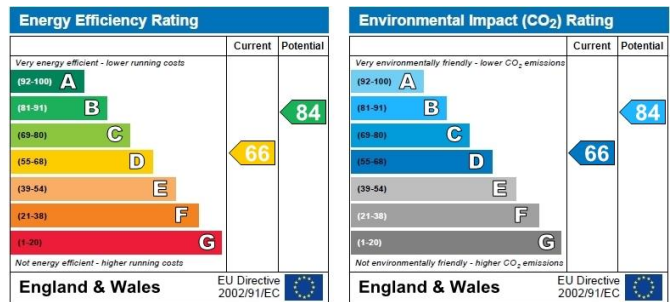 Energy Efficiency Rating
Current Potential
Very energy efficient - lower running costs
(92-100) A
(81-91) B
84
(69-80) C
(55-68) D
66
(39-54) E
(21-38) F
(1-20) G
Not energy efficient - higher running costs
England & Wales
EU Directive
2002/91/EC
Environmental Impact (CO₂) Rating
Current Potential
Very environmentally friendly - lower CO₂ emissions
(92-100) A
(81-91) B
84
(69-80) C
(55-68) D
66
(39-54) E
(21-38) F
(1-20) G
Not environmentally friendly - higher CO₂ emissions
England & Wales
EU Directive
2002/91/EC